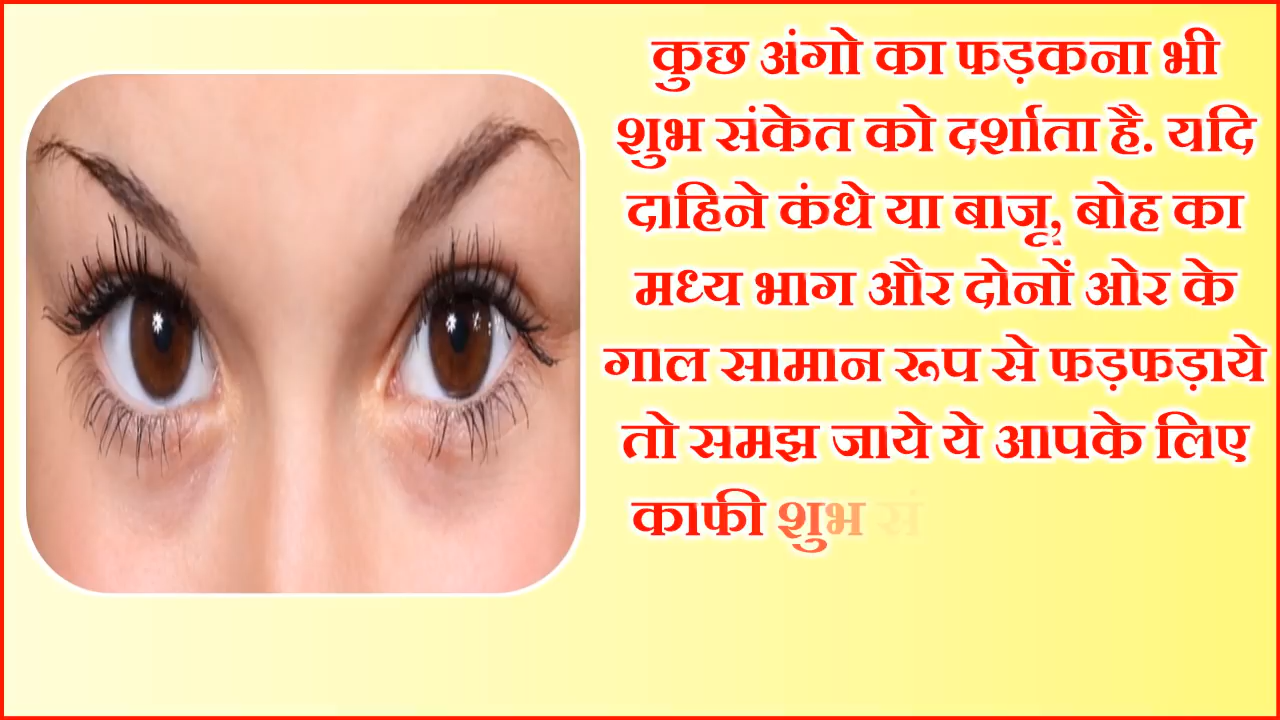 कुछ अंगो का फड़कना भी
शुभ संकेत को दर्शाता है. यदि
दाहिने कंधे या बाजू, बोह का
मध्य भाग और दोनों ओर के
गाल सामान रूप से फड़फड़ाये
तो समझ जाये ये आपके लिए
काफी शुभ सं